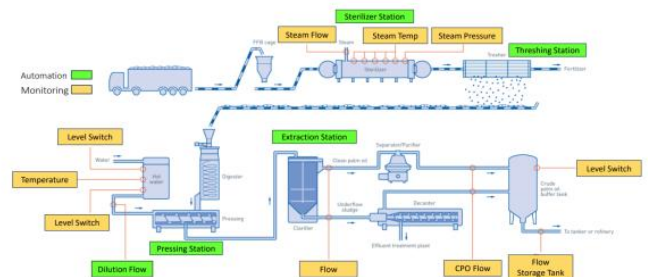 Sterilizer Station
Steam Flow
Steam Temp
Steam Pressure
Steam
FFB cage
Sterilizer
Thresher
Threshing Station
Fertilizer
Automation
Monitoring
Level Switch
Water
Hot
water
Temperature
Level Switch
Digester
Pressing
Pressing Station
Dilution Flow
Extraction Station
Clean palm oil
Separator/Purifier
Clarifier
Underflow
sludge
Decanter
Effluent treatment plant
Flow
CPO Flow
Level Switch
Crude
palm oil
buffer tank
To tanker or refinery
Flow
Storage Tank